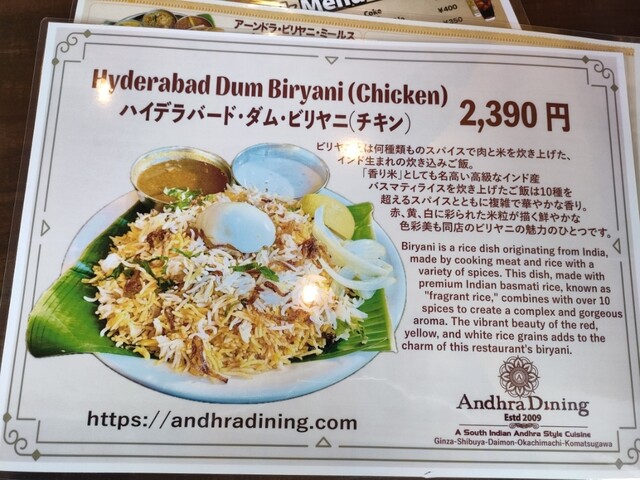 Menu
Coke
¥400
¥350
アーンドラ・ビリヤニ・ミールス
Hyderabad Dum Biryani (Chicken)
ハイデラバード・ダム・ビリヤニ(チキン)
2,390 円
ビリヤニは何種類ものスパイスで肉と米を炊き上げた、
インド生まれの炊き込みご飯。
「香り米」としても名高い高級なインド産
バスマティライスを炊き上げたご飯は10種を
超えるスパイスとともに複雑で華やかな香り。
赤、黄、白に彩られた米粒が描く鮮やかな
色彩美も同店のビリヤニの魅力のひとつです。
Biryani is a rice dish originating from India,
made by cooking meat and rice with a
variety of spices. This dish, made with
premium Indian basmati rice, known as
"fragrant rice," combines with over 10
spices to create a complex and gorgeous
aroma. The vibrant beauty of the red,
yellow, and white rice grains adds to the
charm of this restaurant's biryani.
https://andhradining.com
Andhra Dining
Estd 2009
A South Indian Andhra Style Cuisine
Ginza-Shibuya-Daimon-Okachimachi-Komatsugawa